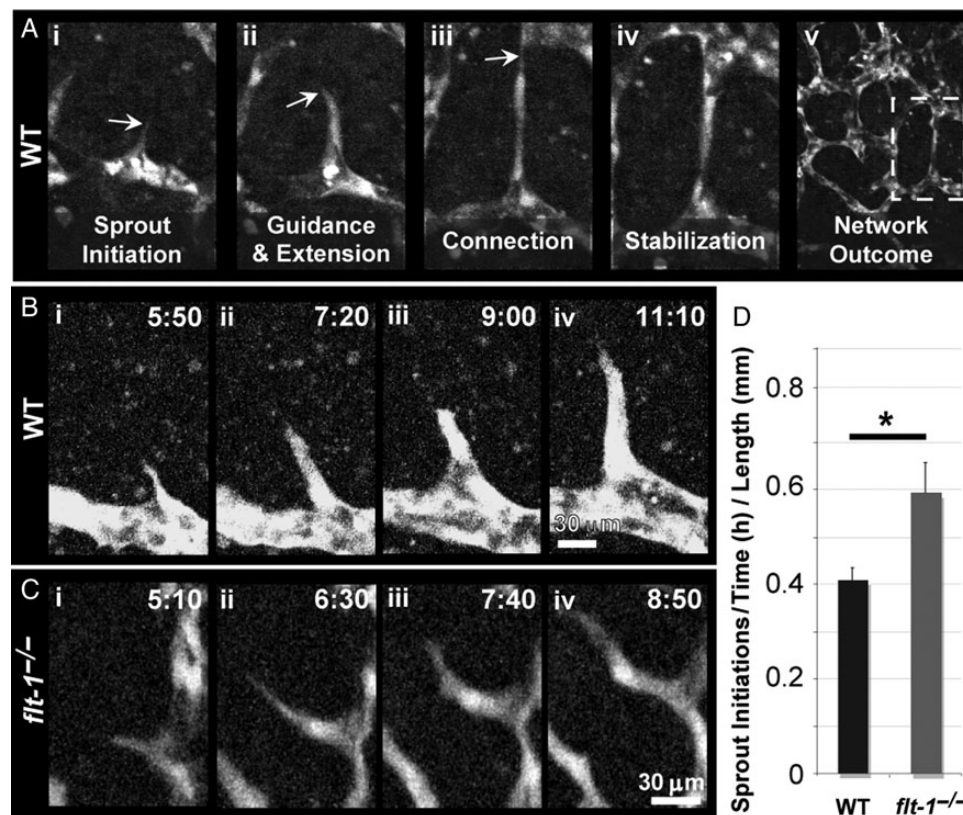 A
WT
i
Sprout
Initiation
ii
Guidance
& Extension
iii
Connection
iv
Stabilization
v
Network
Outcome
B
WT
i 5:50
ii 7:20
iii 9:00
iv 11:10
30 μm
C
flt-1−/−
i 5:10
ii 6:30
iii 7:40
iv 8:50
30 μm
D
Sprout Initiations/Time (h) / Length (mm)
0.8
0.6
0.4
0.2
0
*
WT
flt-1−/−